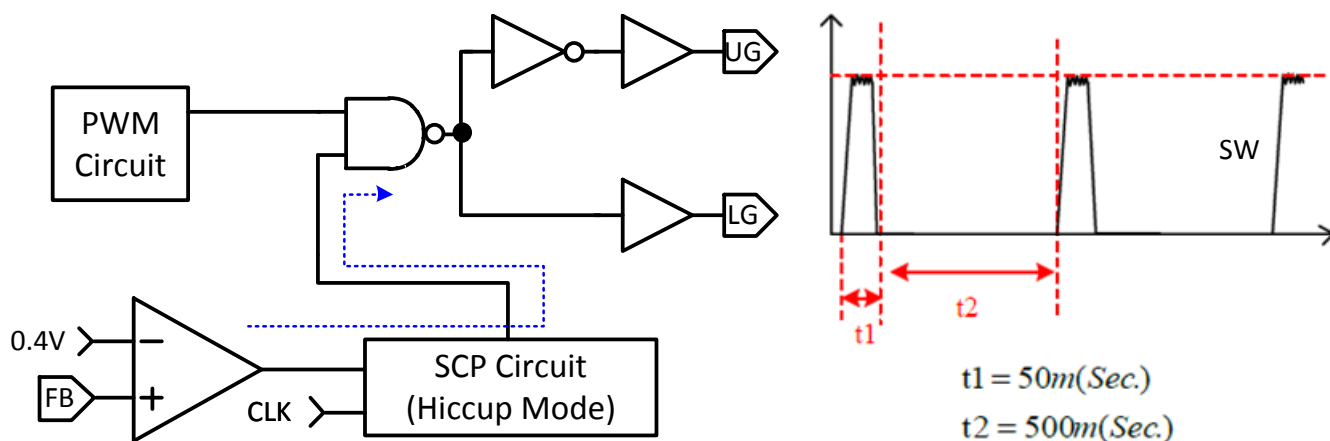 PWM
Circuit
UG
LG
0.4V
−
FB
+
CLK
SCP Circuit
(Hiccup Mode)
SW
t1
t2
t1 = 50m(Sec.)
t2 = 500m(Sec.)